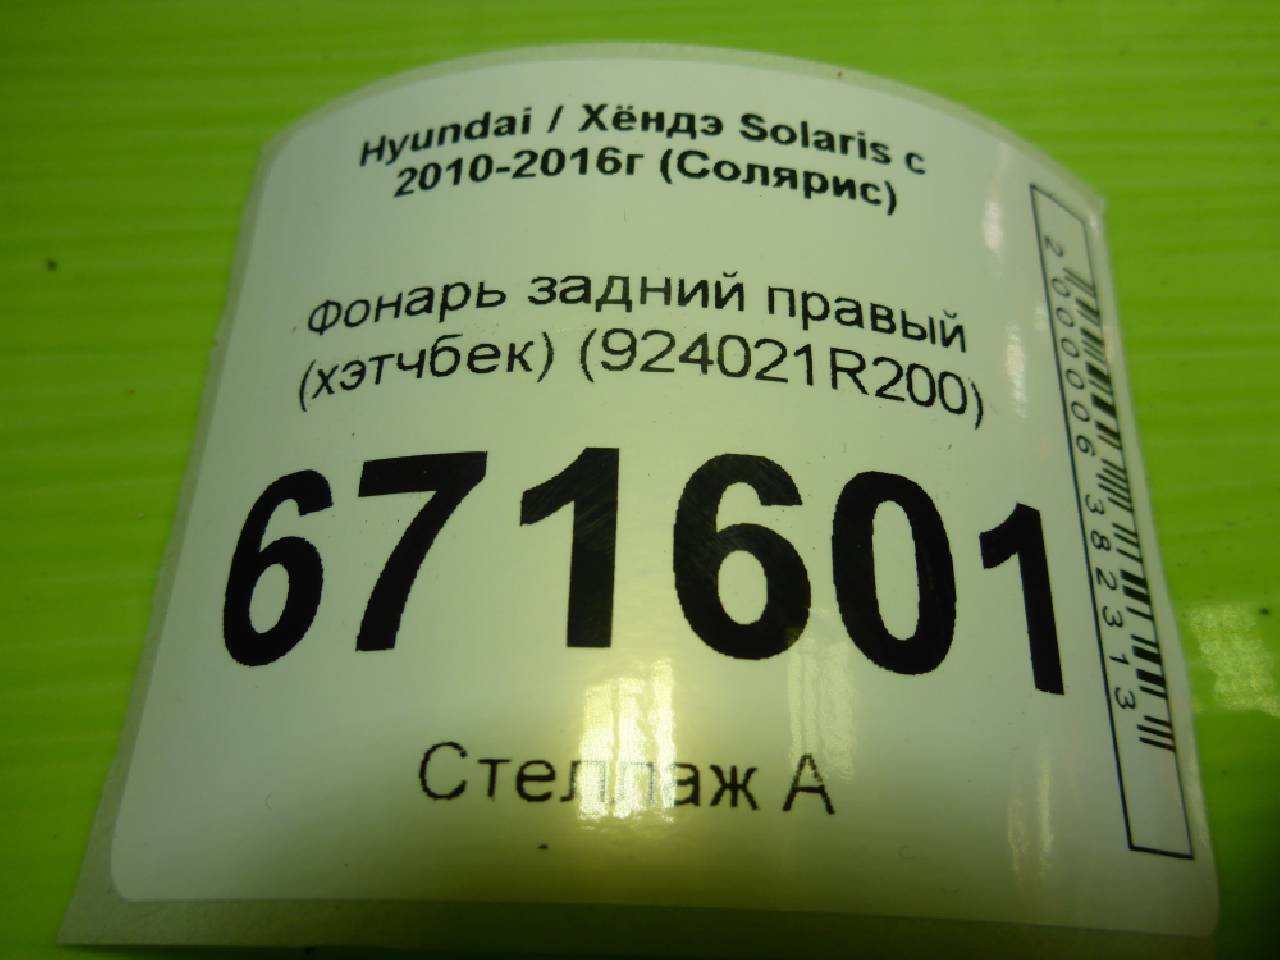 Hyundai / Хёндэ Solaris с
2010-2016г (Солярис)
Фонарь задний правый
(хэтчбек) (924021R200)
671601
Стеллаж А
2000006382313